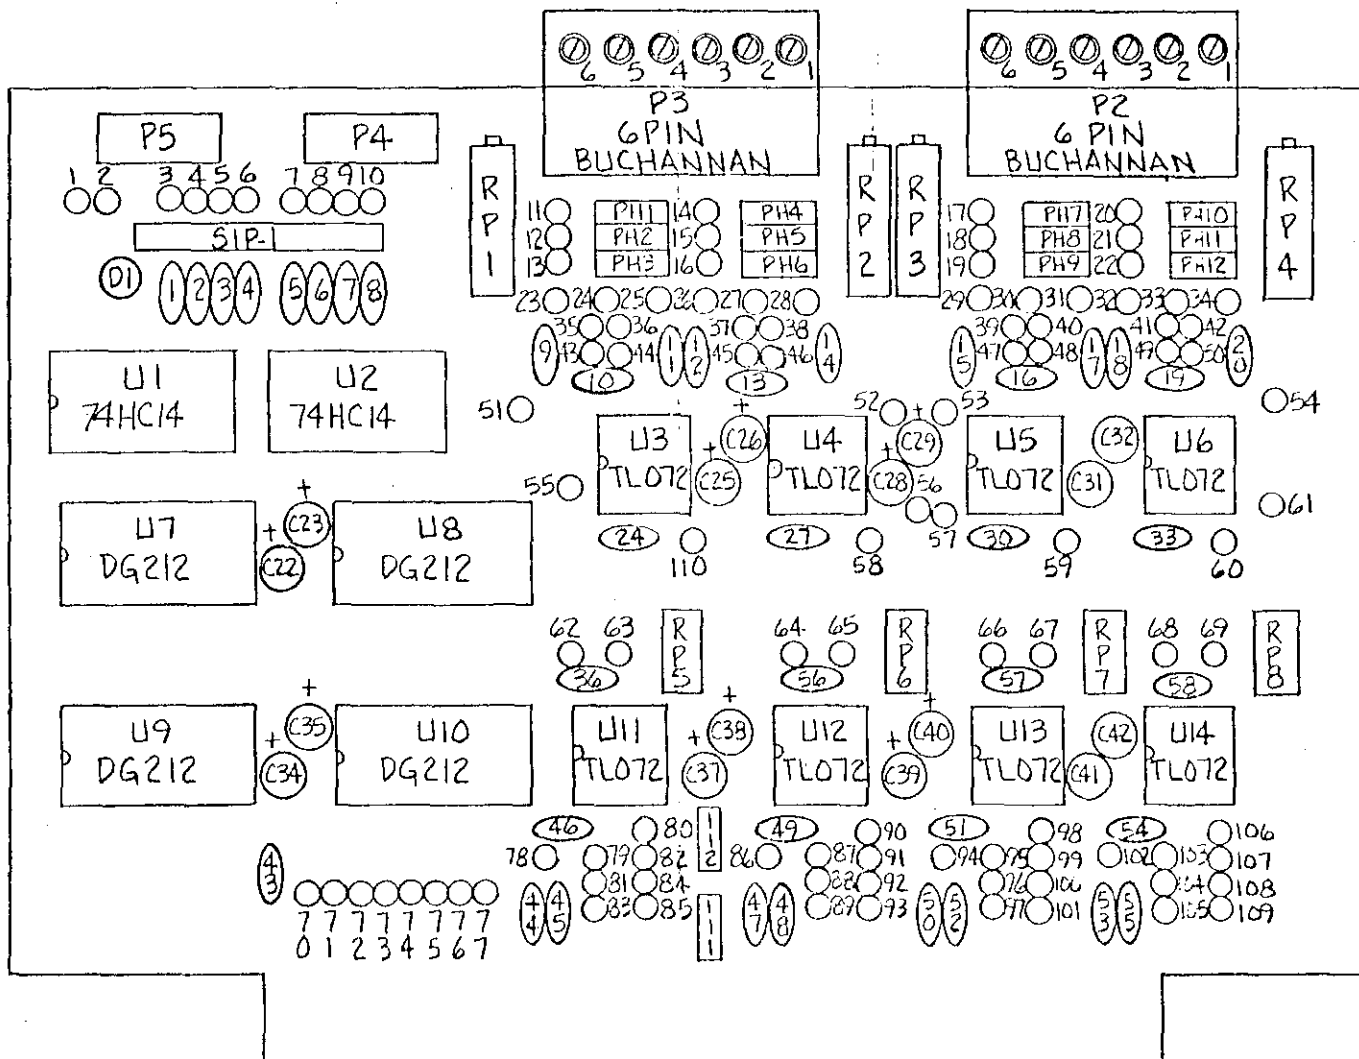 6 5 4 3 2 1
6 5 4 3 2 1
P3
6 PIN
BUCHANNAN
P2
6 PIN
BUCHANNAN
P5
P4
1 2 3 4 5 6 7 8 9 10
RP1
RP2
RP3
RP4
SIP-1
D1
1 2 3 4 5 6 7 8
11 PH1 14 PH4
12 PH2 15 PH5
13 PH3 16 PH6
17 PH7 20 PH10
18 PH8 21 PH11
19 PH9 22 PH12
23 24 25 26 27 28
29 30 31 32 33 34
35 36 37 38
39 40 41 42
9 43 44 11 12 45 46 14
15 47 48 17 18 49 50 20
10 13 16 19
U1
74HC14
U2
74HC14
51 52 + 53 54
U3
TL072
+ C26
+ C25
U4
TL072
+ C29
+ C28
U5
TL072
C32
C31
U6
TL072
55 56 57 61
24 110 27 58 30 59 33 60
U7
DG212
+ C23
+ C22
U8
DG212
62 63 64 65 66 67 68 69
RP5
RP6
RP7
RP8
36 56 57 58
U9
DG212
+ C35
+ C34
U10
DG212
U11
TL072
+ C38
+ C37
U12
TL072
+ C40
+ C39
U13
TL072
C42
C41
U14
TL072
46 80 112 49 90 51 98 54 106
78 79 82 86 87 91 94 95 99 102 103 107
81 84 88 92 96 100 104 108
83 85 89 93 97 101 105 109
43 44 45 111 47 48 50 52 53 55
70 71 72 73 74 75 76 77